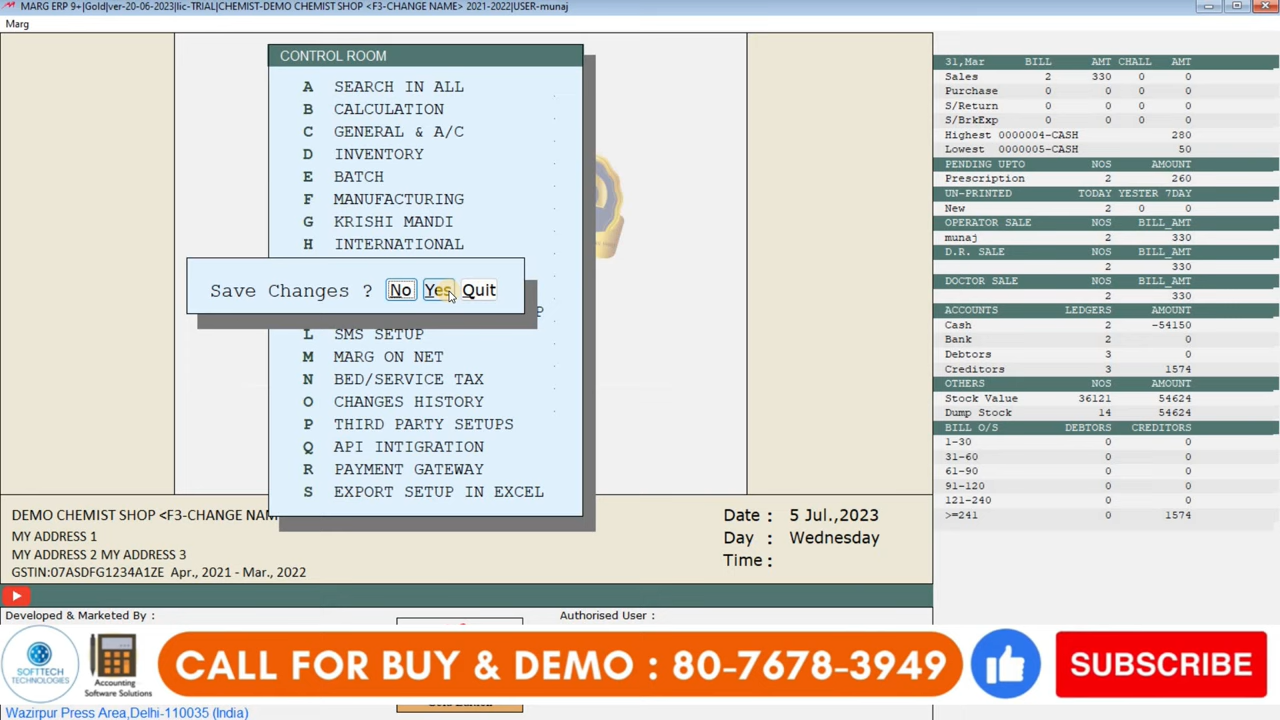 MARG ERP 9+|Gold|ver-20-06-2023|lic-TRIAL|CHEMIST-DEMO CHEMIST SHOP <F3-CHANGE NAME> 2021-2022|USER-munaj
Marg
CONTROL ROOM
A SEARCH IN ALL
B CALCULATION
C GENERAL & A/C
D INVENTORY
E BATCH
F MANUFACTURING
G KRISHI MANDI
H INTERNATIONAL
Save Changes ? No Yes Quit
P
L SMS SETUP
M MARG ON NET
N BED/SERVICE TAX
O CHANGES HISTORY
P THIRD PARTY SETUPS
Q API INTIGRATION
R PAYMENT GATEWAY
S EXPORT SETUP IN EXCEL
31,Mar BILL AMT CHALL AMT
Sales 2 330 0 0
Purchase 0 0 0 0
S/Return 0 0 0 0
S/BrkExp 0 0 0 0
Highest 0000004-CASH 280
Lowest 0000005-CASH 50
PENDING UPTO NOS AMOUNT
Prescription 2 260
UN-PRINTED TODAY YESTER 7DAY
New 2 0 0
OPERATOR SALE NOS BILL_AMT
munaj 2 330
D.R. SALE BILL_AMT
2 330
DOCTOR SALE BILL_AMT
2 330
ACCOUNTS LEDGERS AMOUNT
Cash 2 -54150
Bank 2 0
Debtors 3 0
Creditors 3 1574
OTHERS NOS AMOUNT
Stock Value 36121 54624
Dump Stock 14 54624
BILL O/S DEBTORS CREDITORS
1-30 0 0
31-60 0 0
61-90 0 0
91-120 0 0
121-240 0 0
>=241 0 1574
DEMO CHEMIST SHOP <F3-CHANGE NAM
MY ADDRESS 1
MY ADDRESS 2 MY ADDRESS 3
GSTIN:07ASDFG1234A1ZE Apr., 2021 - Mar., 2022
Date : 5 Jul.,2023
Day : Wednesday
Time :
Developed & Marketed By :
Authorised User :
SOFTTECH
TECHNOLOGIES
Accounting
Software Solutions
CALL FOR BUY & DEMO : 80-7678-3949
SUBSCRIBE
Wazirpur Press Area,Delhi-110035 (India)